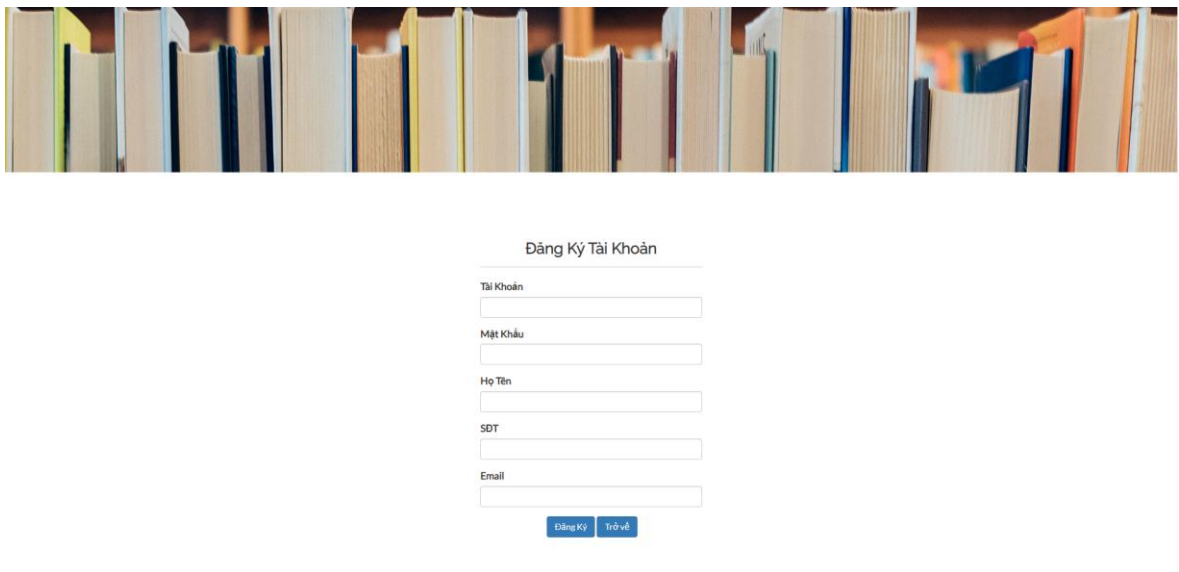 Đăng Ký Tài Khoản
Tài Khoản
Mật Khẩu
Họ Tên
SĐT
Email
Đăng Ký Trở về